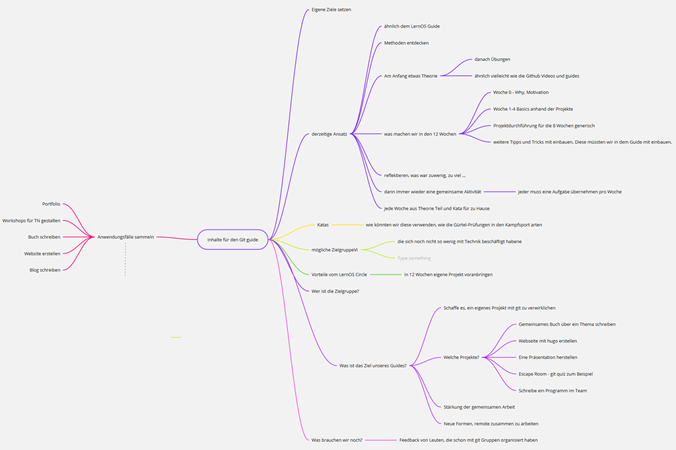 Eigene Ziele setzen
ähnlich dem LernOS Guide
Methoden entdecken
danach Übungen
Am Anfang etwas Theorie
ähnlich vielleicht wie die Github Videos und guides
Woche 0 - Why, Motivation
Woche 1-4 Basics anhand der Projekte
Projektdurchführung für die 8 Wochen generisch
weitere Tipps und Tricks mit einbauen. Diese müssten wir in dem Guide mit einbauen.
derzeitige Ansatz
was machen wir in den 12 Wochen
reflektieren, was war zuwenig, zu viel ...
dann immer wieder eine gemeinsame Aktivität
jeder muss eine Aufgabe übernehmen pro Woche
jede Woche aus Theorie Teil und Kata für zu Hause
Portfolio
Workshops für TN gestalten
Buch schreiben
Website erstellen
Blog schreiben
Anwendungsfälle sammeln
Inhalte für den Git guide
Katas
wie könnten wir diese verwenden, wie die Gürtel-Prüfungen in den Kampfsport arten
die sich noch nicht so wenig mit Technik beschäftigt habene
mögliche ZielgruppeVl
Type something
Vorteile vom LernOS Circle
in 12 Wochen eigene Projekt voranbringen
Wer ist die Zielgruppe?
Schaffe es, ein eigenes Projekt mit git zu verwirklichen
Gemeinsames Buch über ein Thema schreiben
Webseite mit hugo erstellen
Was ist das Ziel unseres Guides?
Welche Projekte?
Eine Präsentation herstellen
Escape Room - git quiz zum Beispiel
Schreibe ein Programm im Team
Stärkung der gemeinsamen Arbeit
Neue Formen, remote zusammen zu arbeiten
Was brauchen wir noch?
Feedback von Leuten, die schon mit git Gruppen organisiert haben